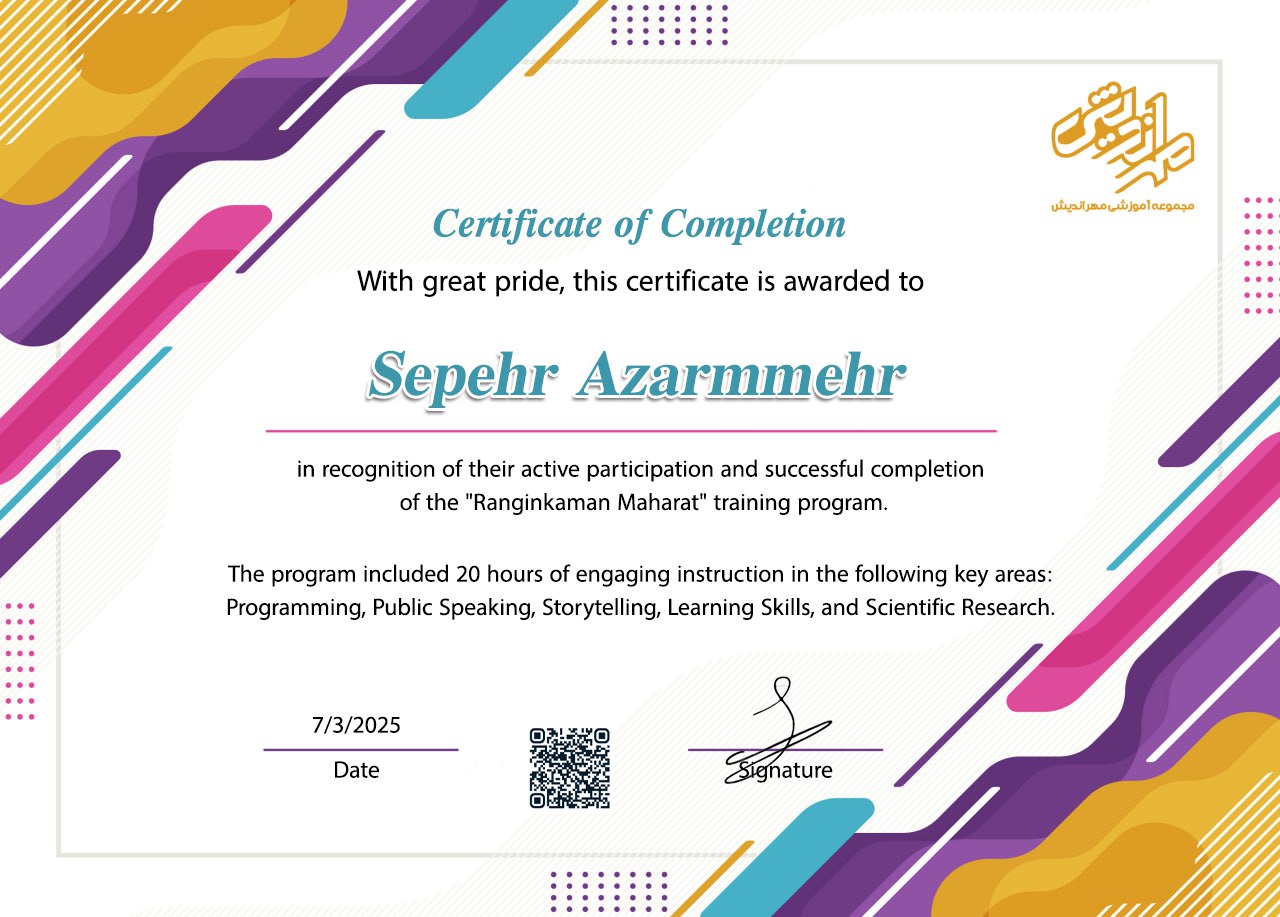 مهراندیش
مجموعه آموزشی مهراندیش
Certificate of Completion
With great pride, this certificate is awarded to
Sepehr Azarmmehr
in recognition of their active participation and successful completion
of the "Ranginkaman Maharat" training program.
The program included 20 hours of engaging instruction in the following key areas:
Programming, Public Speaking, Storytelling, Learning Skills, and Scientific Research.
7/3/2025
Date
Signature